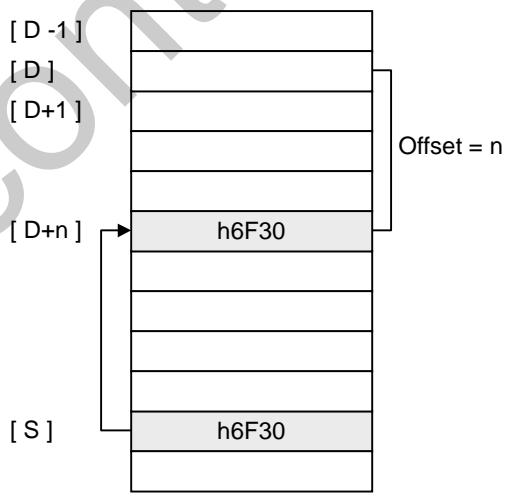 [ D -1 ]
[ D ]
[ D+1 ]
Offset = n
[ D+n ] h6F30
[ S ] h6F30